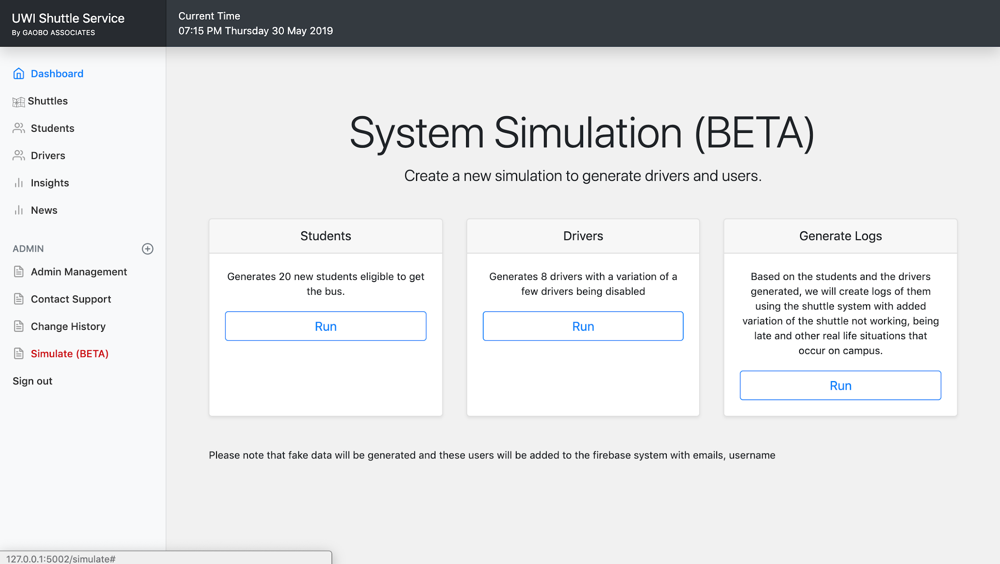 UWI Shuttle Service
By GAOBO ASSOCIATES
Current Time
07:15 PM Thursday 30 May 2019
Dashboard
Shuttles
Students
Drivers
Insights
News
ADMIN
Admin Management
Contact Support
Change History
Simulate (BETA)
Sign out
System Simulation (BETA)
Create a new simulation to generate drivers and users.
Students
Generates 20 new students eligible to get
the bus.
Run
Drivers
Generates 8 drivers with a variation of a
few drivers being disabled
Run
Generate Logs
Based on the students and the drivers
generated, we will create logs of them
using the shuttle system with added
variation of the shuttle not working, being
late and other real life situations that
occur on campus.
Run
Please note that fake data will be generated and these users will be added to the firebase system with emails, username
127.0.0.1:5002/simulate#